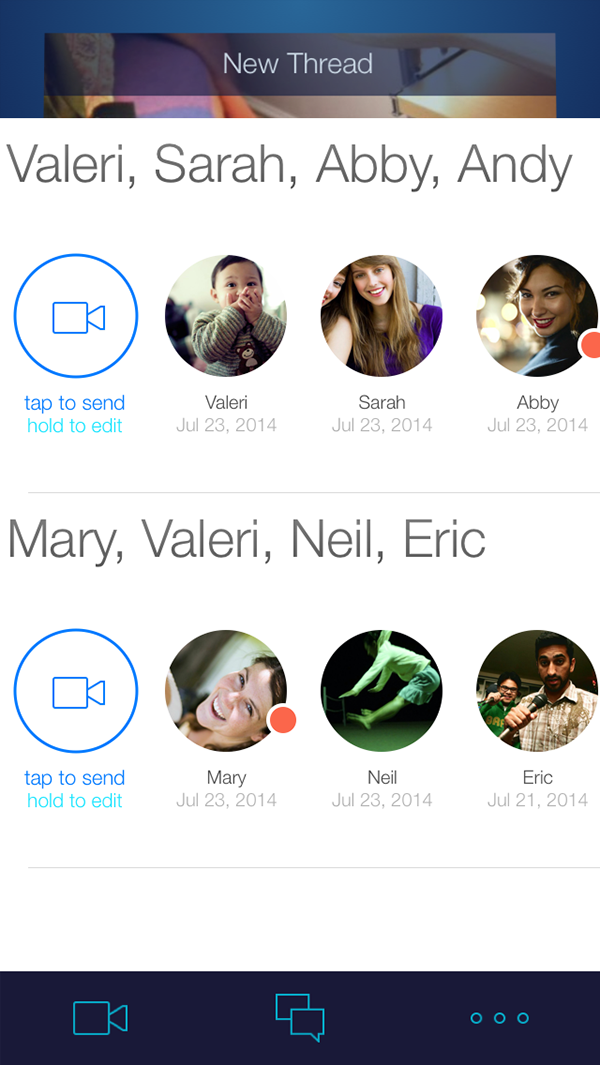 New Thread
Valeri, Sarah, Abby, Andy
tap to send
hold to edit
Valeri
Jul 23, 2014
Sarah
Jul 23, 2014
Abby
Jul 23, 2014
Mary, Valeri, Neil, Eric
tap to send
hold to edit
Mary
Jul 23, 2014
Neil
Jul 23, 2014
Eric
Jul 21, 2014